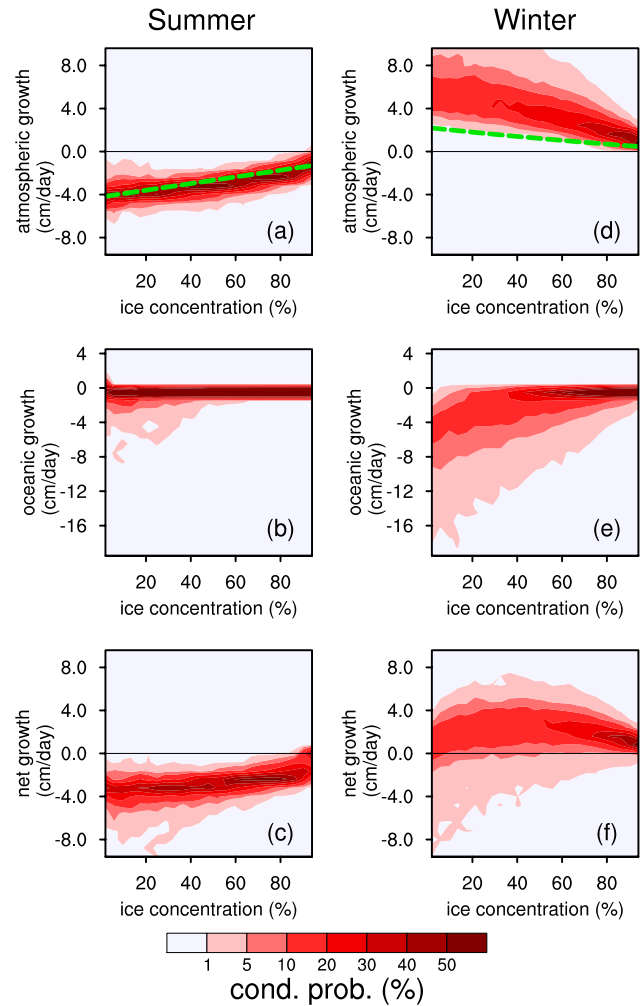 Summer
Winter
8.0
4.0
0.0
-4.0
-8.0
atmospheric growth
(cm/day)
(a)
20 40 60 80
ice concentration (%)
8.0
4.0
0.0
-4.0
-8.0
atmospheric growth
(cm/day)
(d)
20 40 60 80
ice concentration (%)
4
0
-4
-8
-12
-16
oceanic growth
(cm/day)
(b)
20 40 60 80
ice concentration (%)
4
0
-4
-8
-12
-16
oceanic growth
(cm/day)
(e)
20 40 60 80
ice concentration (%)
8.0
4.0
0.0
-4.0
-8.0
net growth
(cm/day)
(c)
20 40 60 80
ice concentration (%)
8.0
4.0
0.0
-4.0
-8.0
net growth
(cm/day)
(f)
20 40 60 80
ice concentration (%)
1 5 10 20 30 40 50
cond. prob. (%)